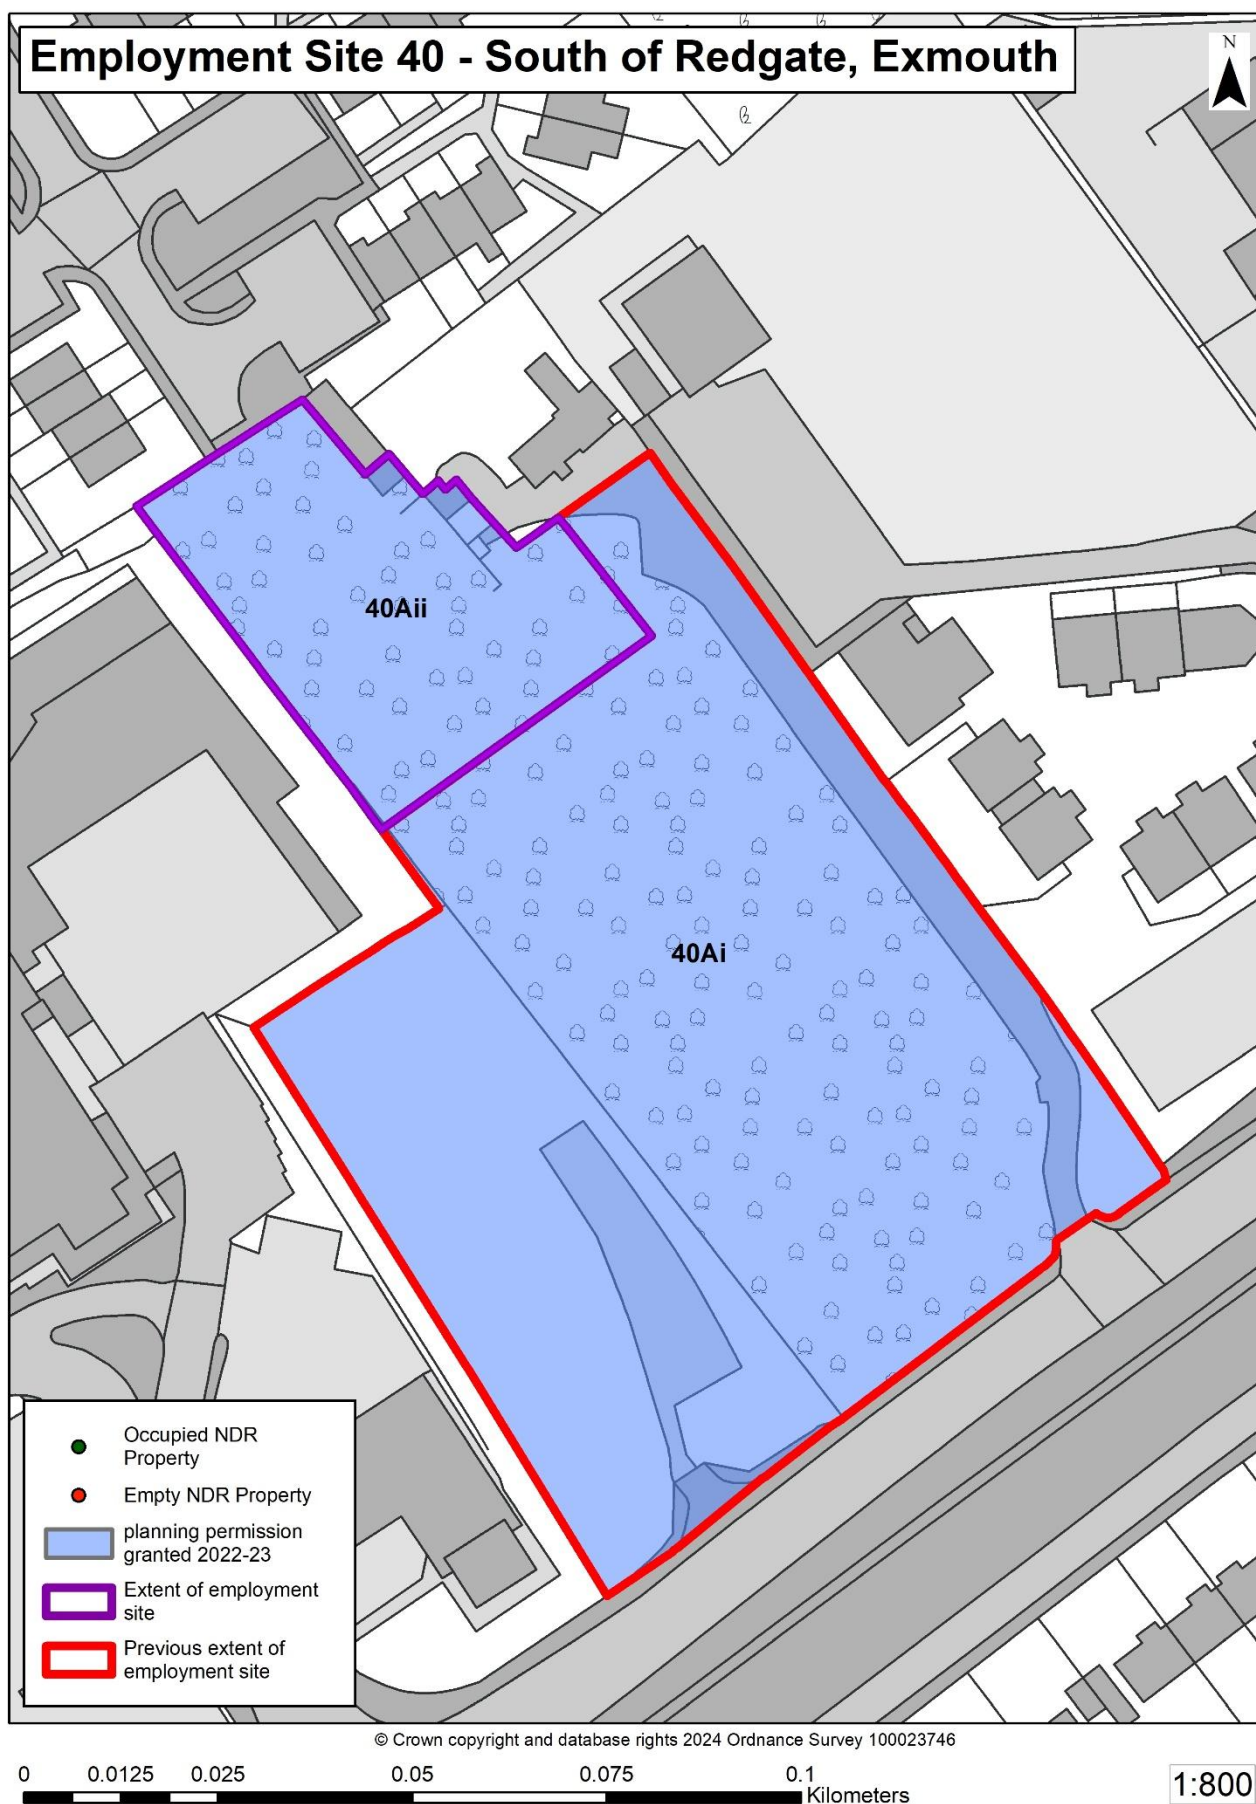 Employment Site 40 - South of Redgate, Exmouth
N
40Aii
40Ai
Occupied NDR
Property
Empty NDR Property
planning permission
granted 2022-23
Extent of employment
site
Previous extent of
employment site
© Crown copyright and database rights 2024 Ordnance Survey 100023746
0 0.0125 0.025 0.05 0.075 0.1
Kilometers
1:800